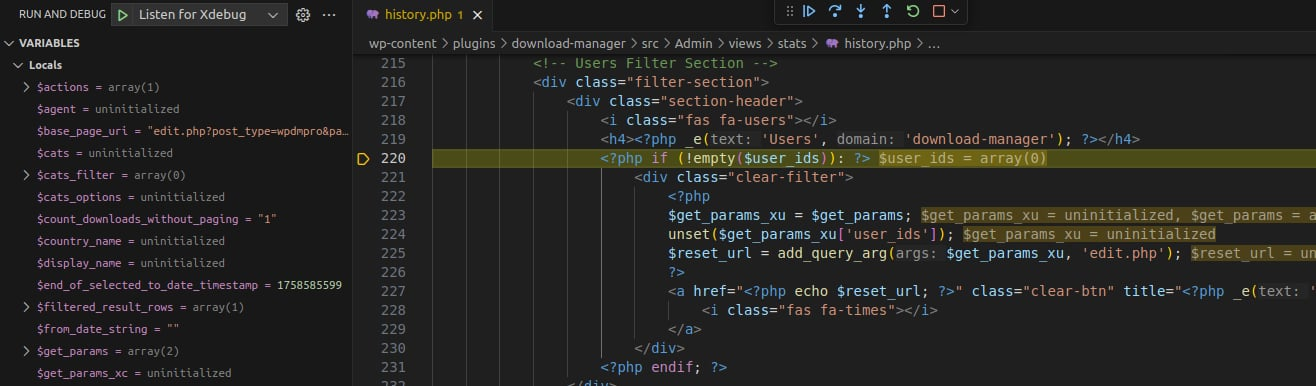 RUN AND DEBUG Listen for Xdebug
VARIABLES
Locals
$actions = array(1)
$agent = uninitialized
$base_page_uri = "edit.php?post_type=wpdmpro&pa...
$cats = uninitialized
$cats_filter = array(0)
$cats_options = uninitialized
$count_downloads_without_paging = "1"
$country_name = uninitialized
$display_name = uninitialized
$end_of_selected_to_date_timestamp = 1758585599
$filtered_result_rows = array(1)
$from_date_string = ""
$get_params = array(2)
$get_params_xc = uninitialized
history.php 1
wp-content > plugins > download-manager > src > Admin > views > stats > history.php > ...
215 <!-- Users Filter Section -->
216 <div class="filter-section">
217 <div class="section-header">
218 <i class="fas fa-users"></i>
219 <h4><?php _e(text: 'Users', domain: 'download-manager'); ?></h4>
220 <?php if (!empty($user_ids)): ?> $user_ids = array(0)
221 <div class="clear-filter">
222 <?php
223 $get_params_xu = $get_params; $get_params_xu = uninitialized, $get_params = a
224 unset($get_params_xu['user_ids']); $get_params_xu = uninitialized
225 $reset_url = add_query_arg(args: $get_params_xu, 'edit.php'); $reset_url = un
226 ?>
227 <a href="<?php echo $reset_url; ?>" class="clear-btn" title="<?php _e(text: '
228 <i class="fas fa-times"></i>
229 </a>
230 </div>
231 <?php endif; ?>
232 </div>